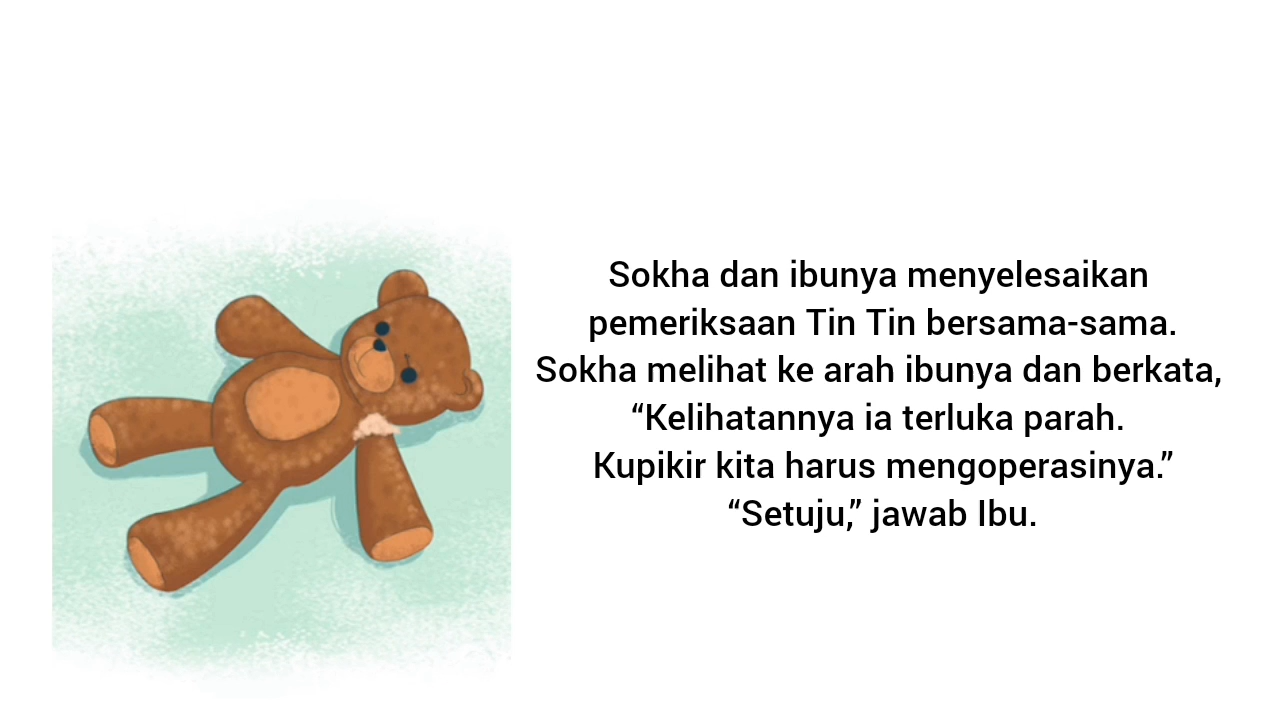 Sokha dan ibunya menyelesaikan
pemeriksaan Tin Tin bersama-sama.
Sokha melihat ke arah ibunya dan berkata,
“Kelihatannya ia terluka parah.
Kupikir kita harus mengoperasinya.”
“Setuju,” jawab Ibu.